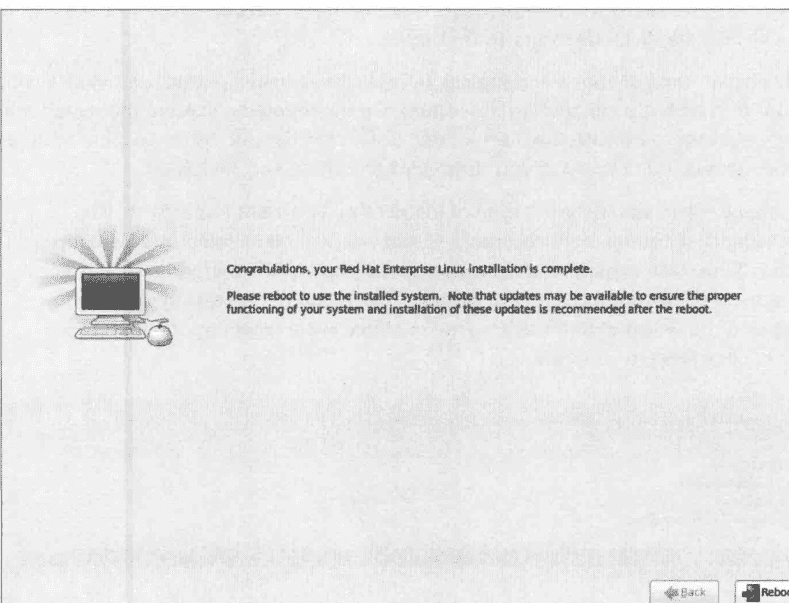 Congratulations, your Red Hat Enterprise Linux installation is complete.
Please reboot to use the installed system. Note that updates may be available to ensure the proper
functioning of your system and installation of these updates is recommended after the reboot.
Back
Reboo